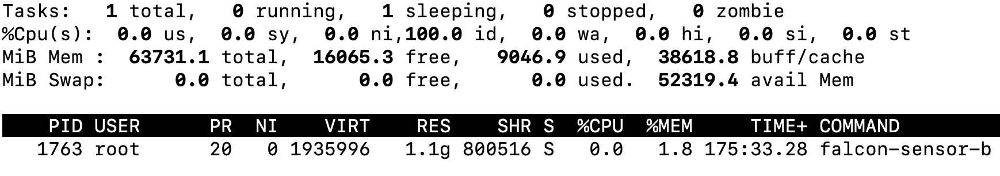 Tasks:   1 total,   0 running,   1 sleeping,   0 stopped,   0 zombie
%Cpu(s):  0.0 us,  0.0 sy,  0.0 ni,100.0 id,  0.0 wa,  0.0 hi,  0.0 si,  0.0 st
MiB Mem :  63731.1 total,  16065.3 free,   9046.9 used,  38618.8 buff/cache
MiB Swap:      0.0 total,      0.0 free,      0.0 used.  52319.4 avail Mem
    PID USER      PR  NI    VIRT    RES    SHR S  %CPU  %MEM     TIME+ COMMAND
   1763 root      20   0 1935996   1.1g 800516 S   0.0   1.8 175:33.28 falcon-sensor-b